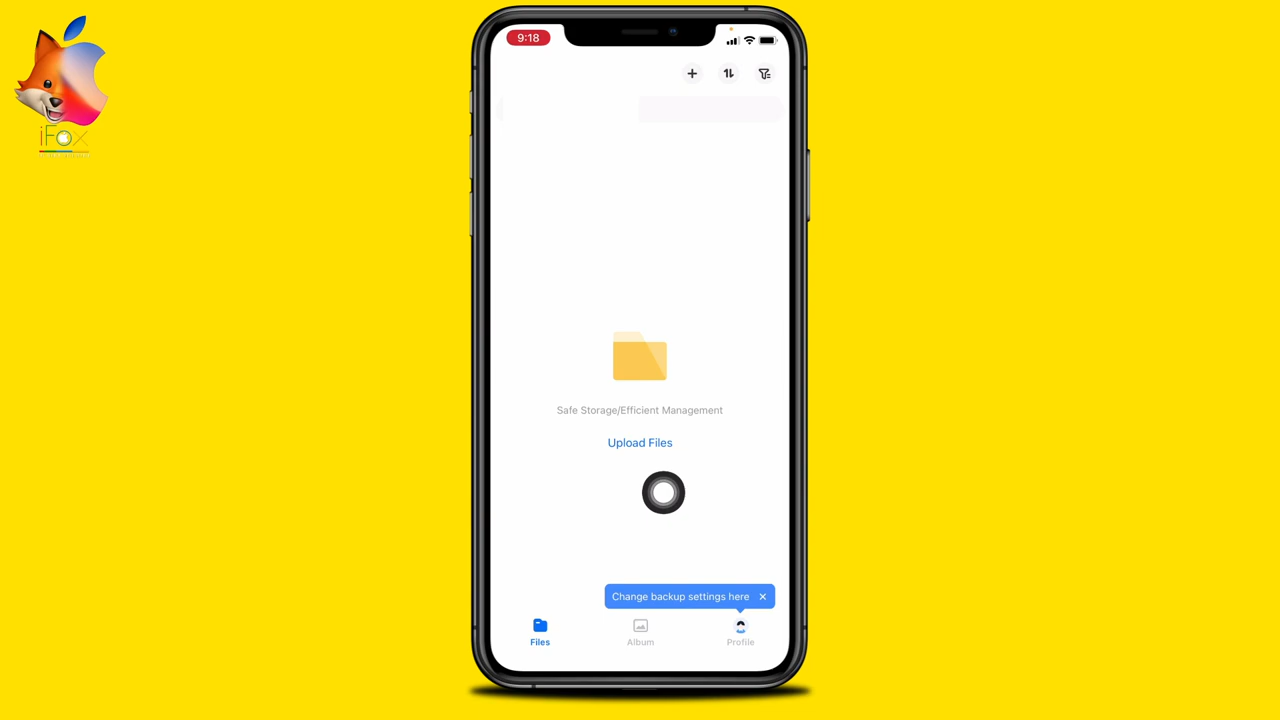 iFox
9:18
Safe Storage/Efficient Management
Upload Files
Change backup settings here
Files
Album
Profile